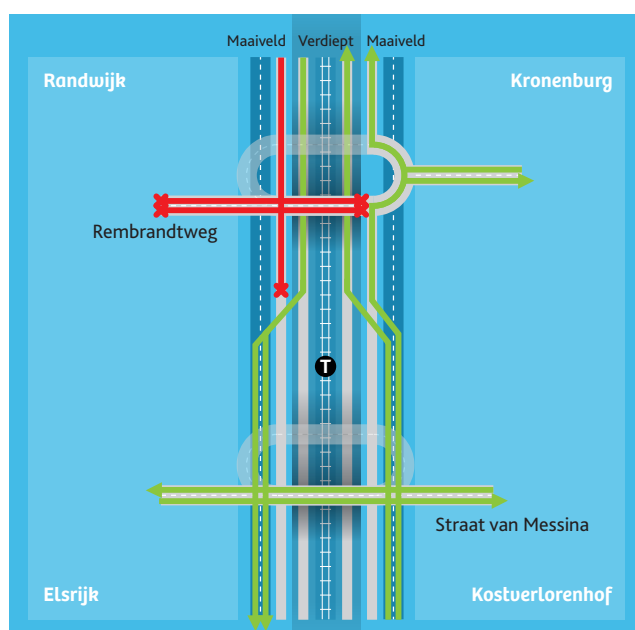 Maaiveld Verdiept Maaiveld
Randwijk Kronenburg
Rembrandtweg
T
Straat van Messina
Elsrijk Kostverlorenhof